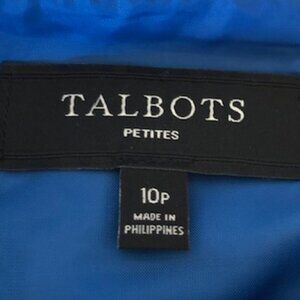 TALBOTS
PETITES
10P
MADE IN
PHILIPPINES